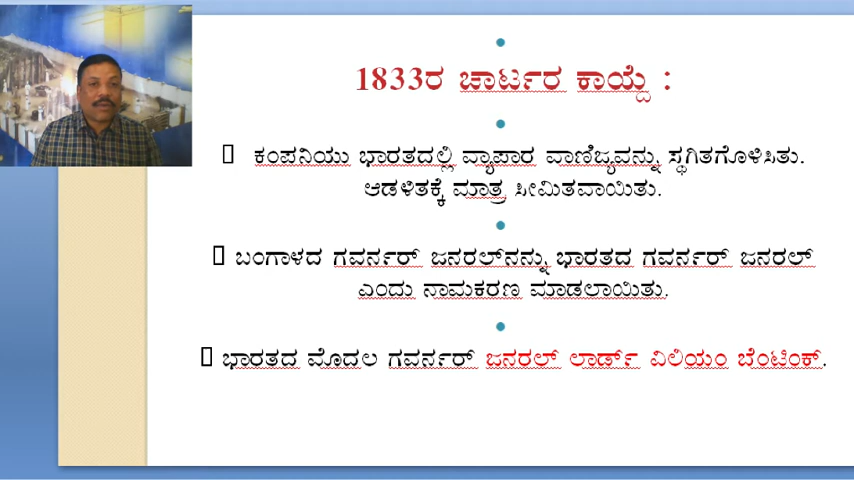 1833ರ ಚಾರ್ಟರ ಕಾಯ್ದೆ :
ಕಂಪನಿಯು ಭಾರತದಲ್ಲಿ ವ್ಯಾಪಾರ ವಾಣಿಜ್ಯವನ್ನು ಸ್ಥಗಿತಗೊಳಿಸಿತು.
ಆಡಳಿತಕ್ಕೆ ಮಾತ್ರ ಸೀಮಿತವಾಯಿತು.
ಬಂಗಾಳದ ಗವರ್ನರ್ ಜನರಲ್‌ನನ್ನು ಭಾರತದ ಗವರ್ನರ್ ಜನರಲ್
ಎಂದು ನಾಮಕರಣ ಮಾಡಲಾಯಿತು.
ಭಾರತದ ಮೊದಲ ಗವರ್ನರ್ ಜನರಲ್ ಲಾರ್ಡ್ ವಿಲಿಯಂ ಬೆಂಟಿಂಕ್.